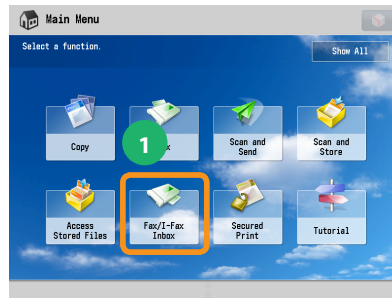 Main Menu
Select a function.
Show All
Copy
1
x
Scan and
Send
Scan and
Store
Access
Stored Files
Fax/I-Fax
Inbox
Secured
Print
Tutorial